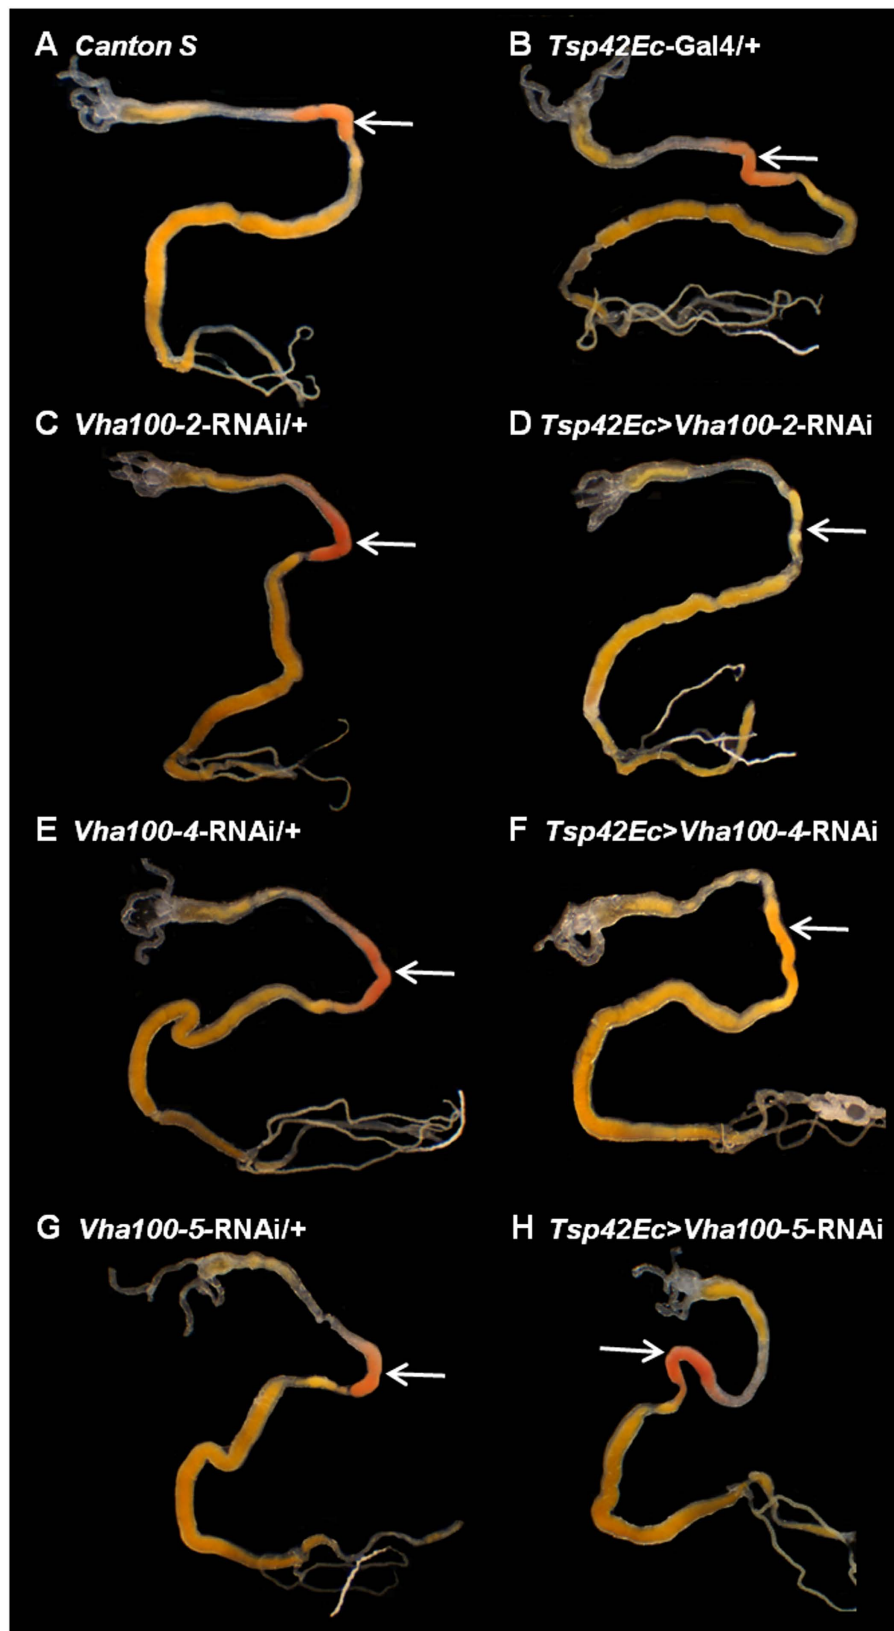 A Canton S
B Tsp42Ec-Gal4/+
C Vha100-2-RNAi/+
D Tsp42Ec>Vha100-2-RNAi
E Vha100-4-RNAi/+
F Tsp42Ec>Vha100-4-RNAi
G Vha100-5-RNAi/+
H Tsp42Ec>Vha100-5-RNAi